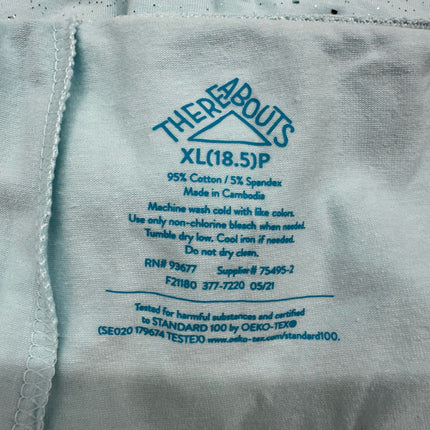 THEREABOUTS
XL(18.5)P
95% Cotton / 5% Spandex
Made in Cambodia
Machine wash cold with like colors.
Use only non-chlorine bleach when needed.
Tumble dry low. Cool iron if needed.
Do not dry clean.
RN# 93677 Supplier# 75495-2
F21180 377-7220 05/21
Tested for harmful substances and certified
to STANDARD 100 by OEKO-TEX®
(SE020 179674 TESTEX) www.oeko-tex.com/standard100.